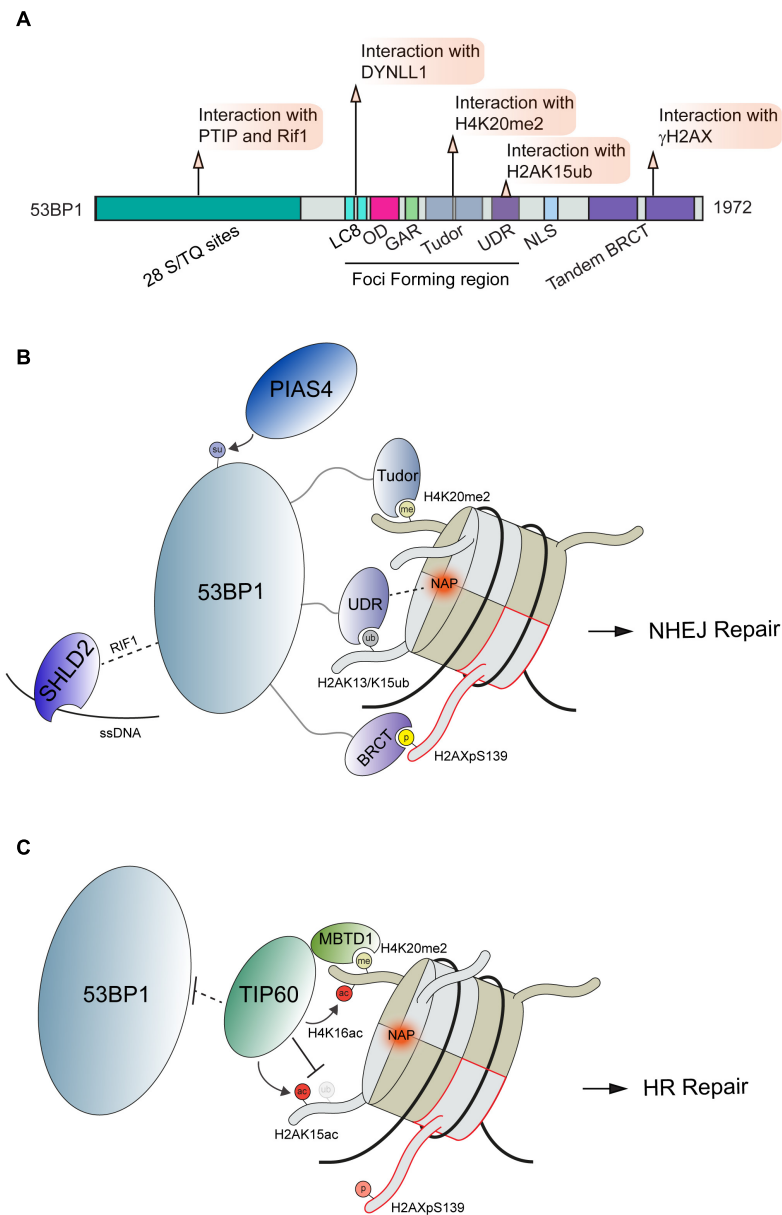 A
Interaction with
DYNLL1
Interaction with
PTIP and Rif1
Interaction with
H4K20me2
Interaction with
γH2AX
Interaction with
H2AK15ub
53BP1
1972
28 S/TQ sites
LC8
OD
GAR
Tudor
UDR
NLS
Tandem BRCT
Foci Forming region
B
PIAS4
su
Tudor
H4K20me2
me
53BP1
NAP
UDR
ub
NHEJ Repair
RIF1
SHLD2
H2AK13/K15ub
ssDNA
BRCT
p
H2AXpS139
C
MBTD1
H4K20me2
me
53BP1
TIP60
ac
H4K16ac
NAP
ac
ub
HR Repair
H2AK15ac
p
H2AXpS139